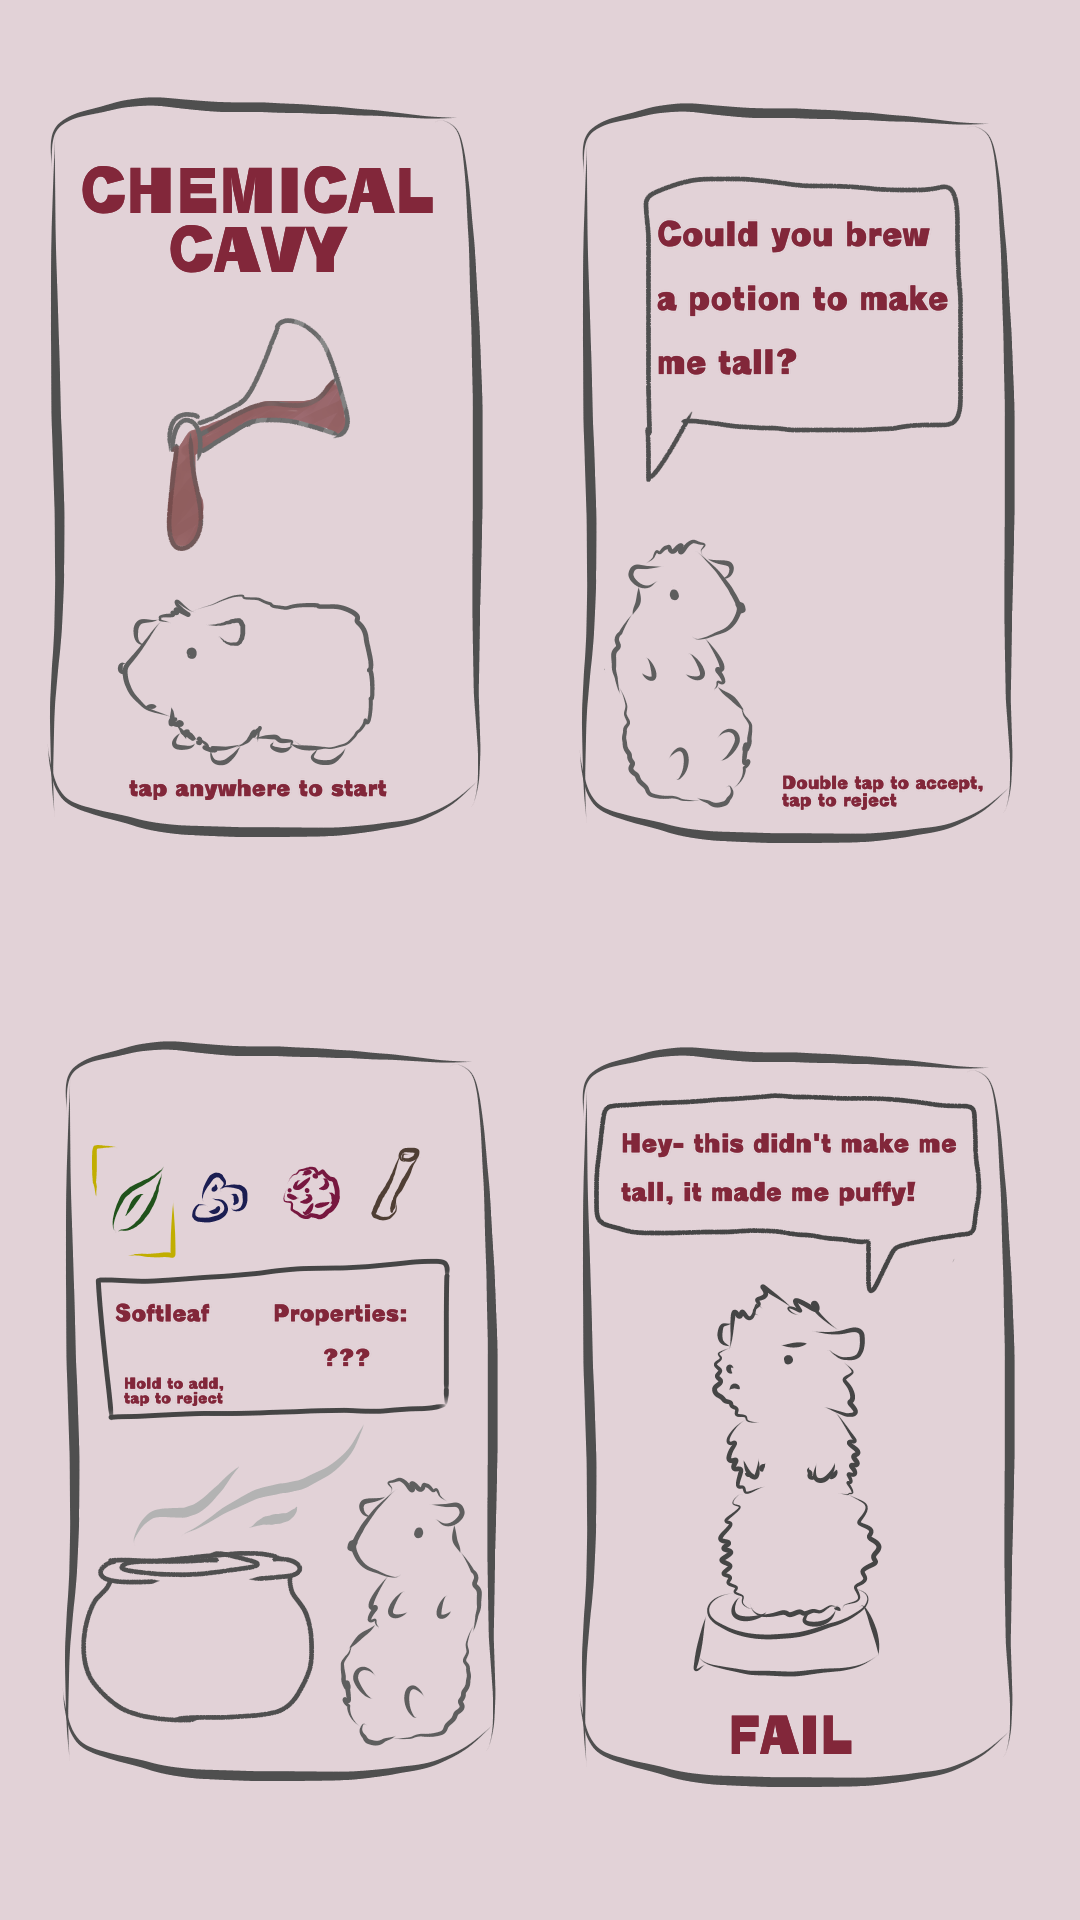 CHEMICAL
CAVY
tap anywhere to start
Could you brew
a potion to make
me tall?
Double tap to accept,
tap to reject
Softleaf
Properties:
???
Hold to add,
tap to reject
Hey- this didn't make me
tall, it made me puffy!
FAIL